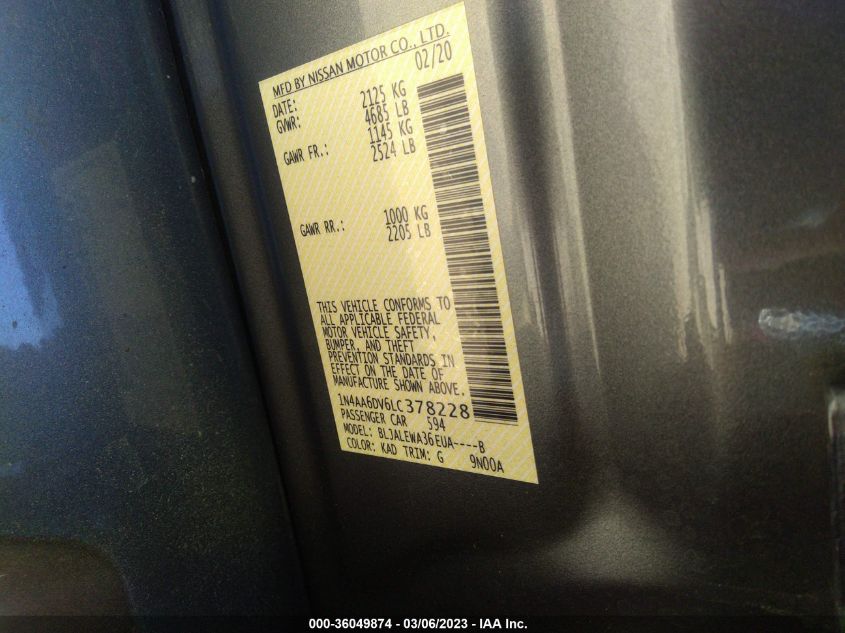 MFD BY NISSAN MOTOR CO., LTD.
DATE: 02/20
GVWR: 2125 KG
4685 LB
GAWR FR.: 1145 KG
2524 LB
GAWR RR.: 1000 KG
2205 LB
THIS VEHICLE CONFORMS TO
ALL APPLICABLE FEDERAL
MOTOR VEHICLE SAFETY,
BUMPER, AND THEFT
PREVENTION STANDARDS IN
EFFECT ON THE DATE OF
MANUFACTURE SHOWN ABOVE.
1N4AA6DV6LC378228
PASSENGER CAR 594
MODEL: BLJALEWA36EUA----B
COLOR: KAD TRIM: G 9N00A
000-36049874 - 03/06/2023 - IAA Inc.